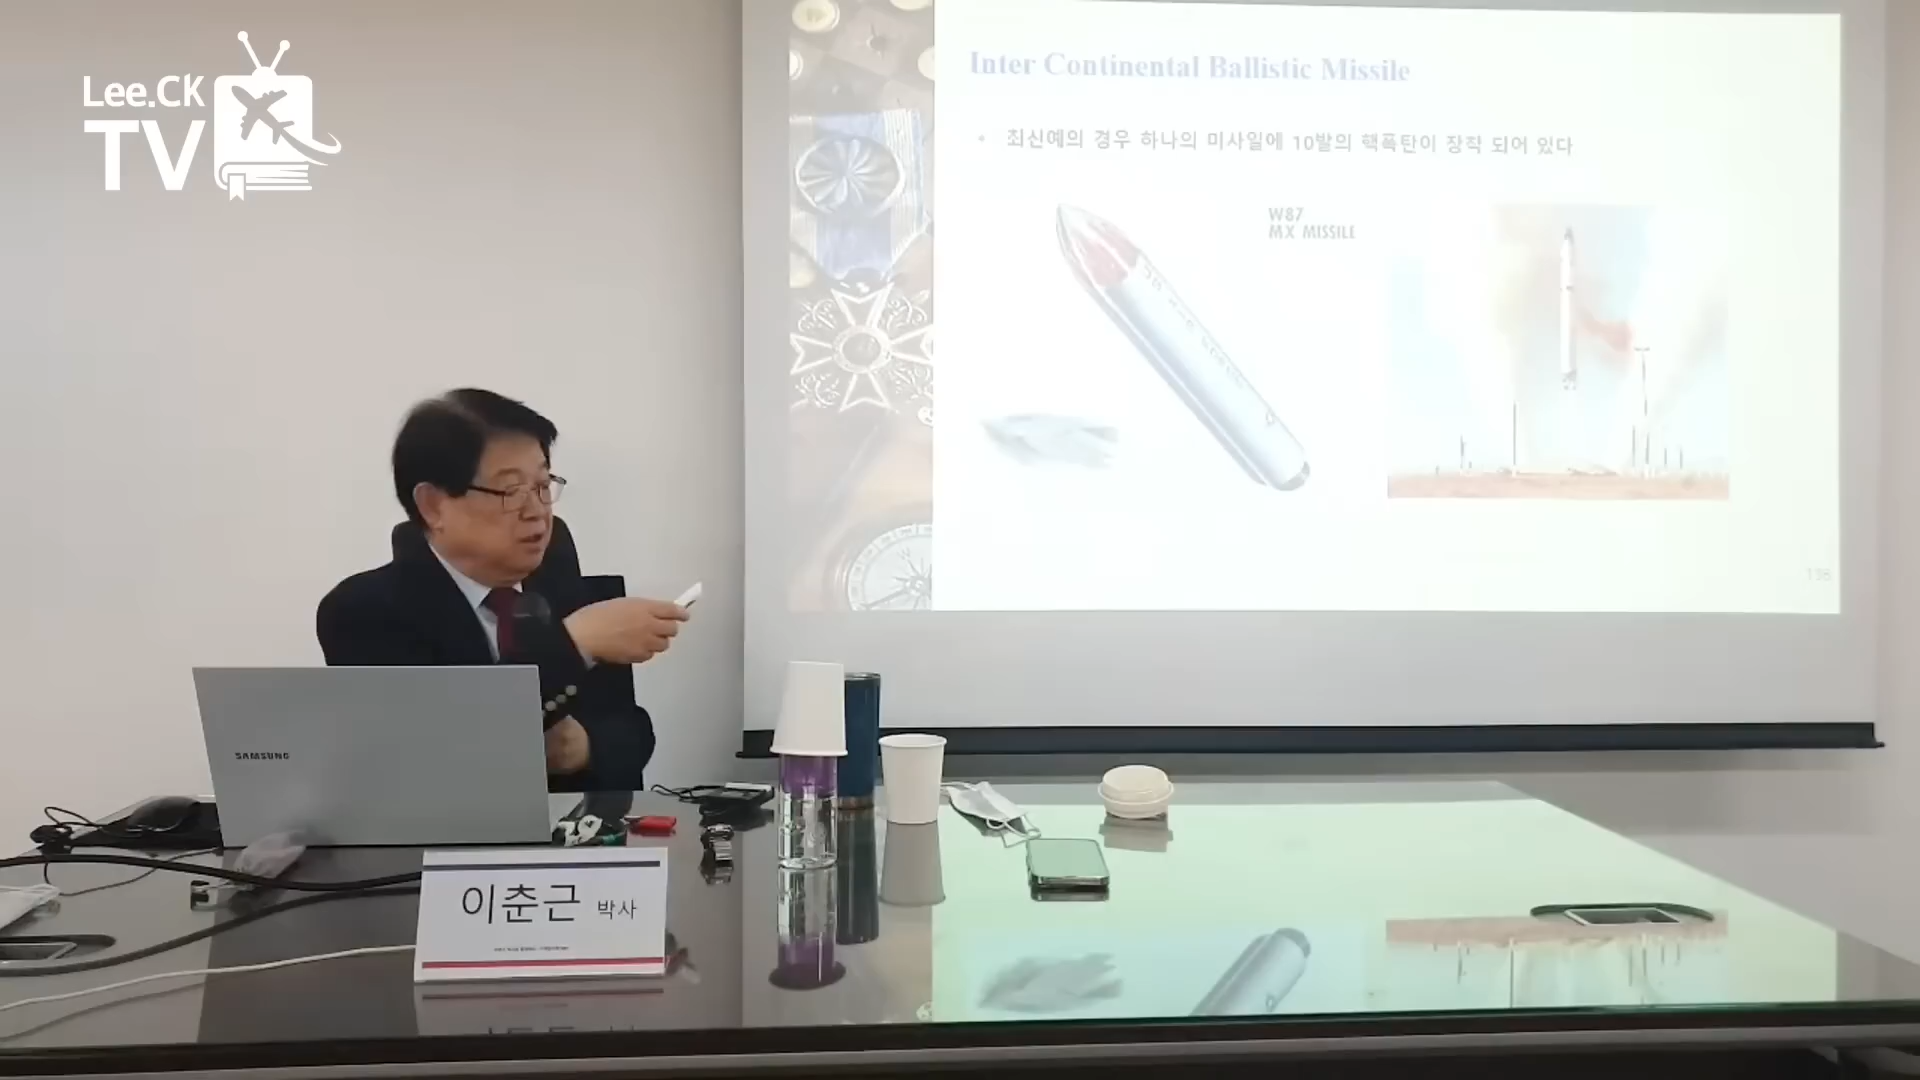 Lee.CK
TV
Inter Continental Ballistic Missile
• 최신예의 경우 하나의 미사일에 10발의 핵폭탄이 장착 되어 있다
W87
MX MISSILE
138
SAMSUNG
이춘근 박사